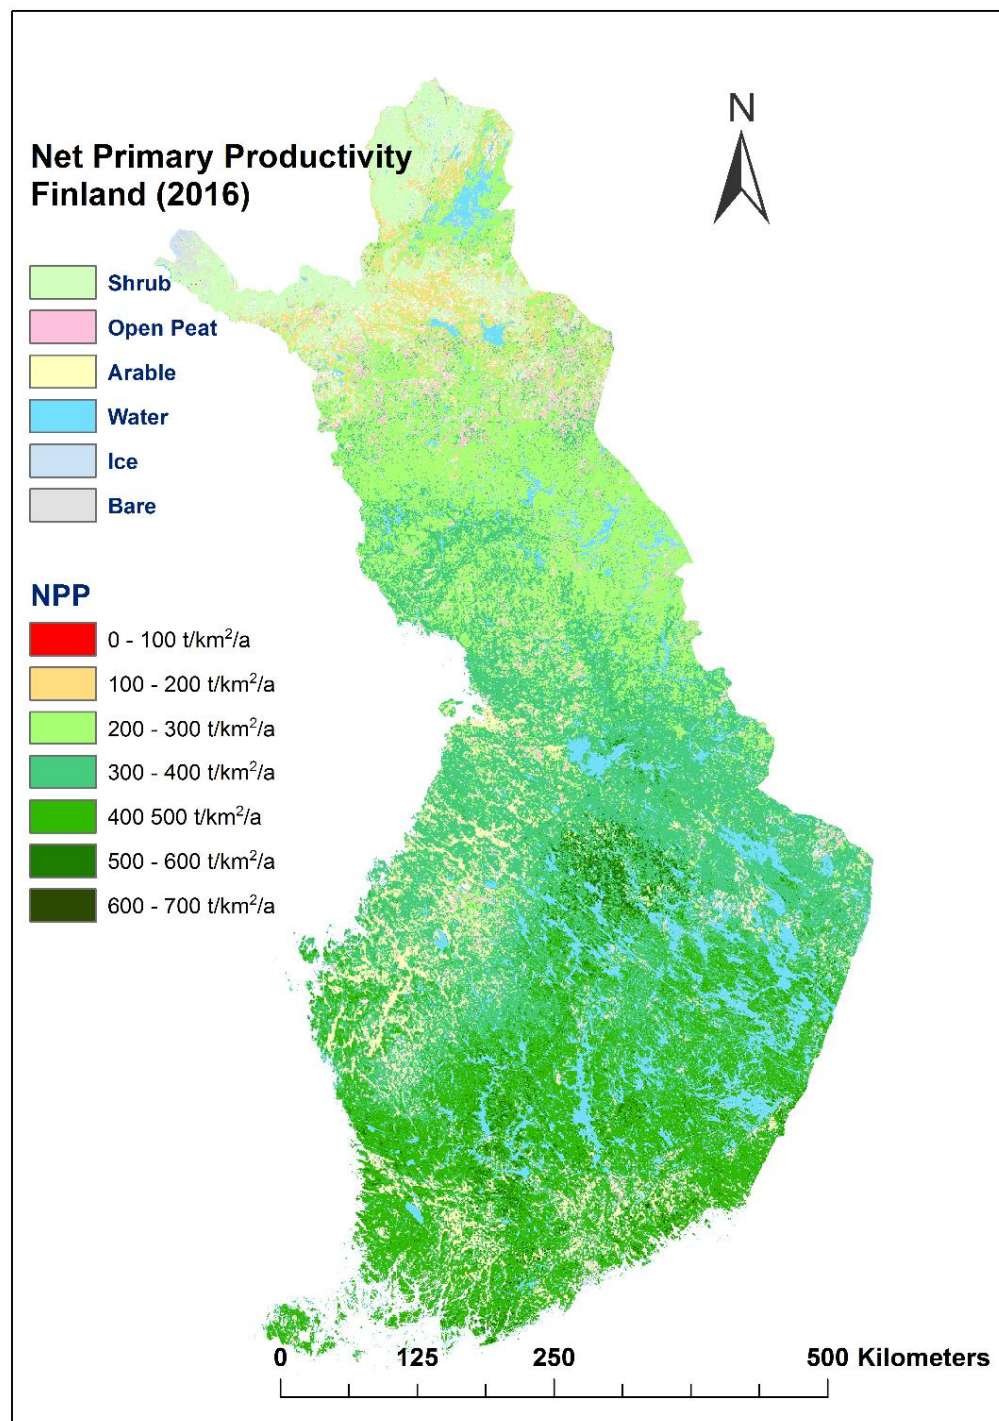 N
Net Primary Productivity
Finland (2016)
Shrub
Open Peat
Arable
Water
Ice
Bare
NPP
0 - 100 t/km²/a
100 - 200 t/km²/a
200 - 300 t/km²/a
300 - 400 t/km²/a
400 500 t/km²/a
500 - 600 t/km²/a
600 - 700 t/km²/a
0 125 250 500 Kilometers